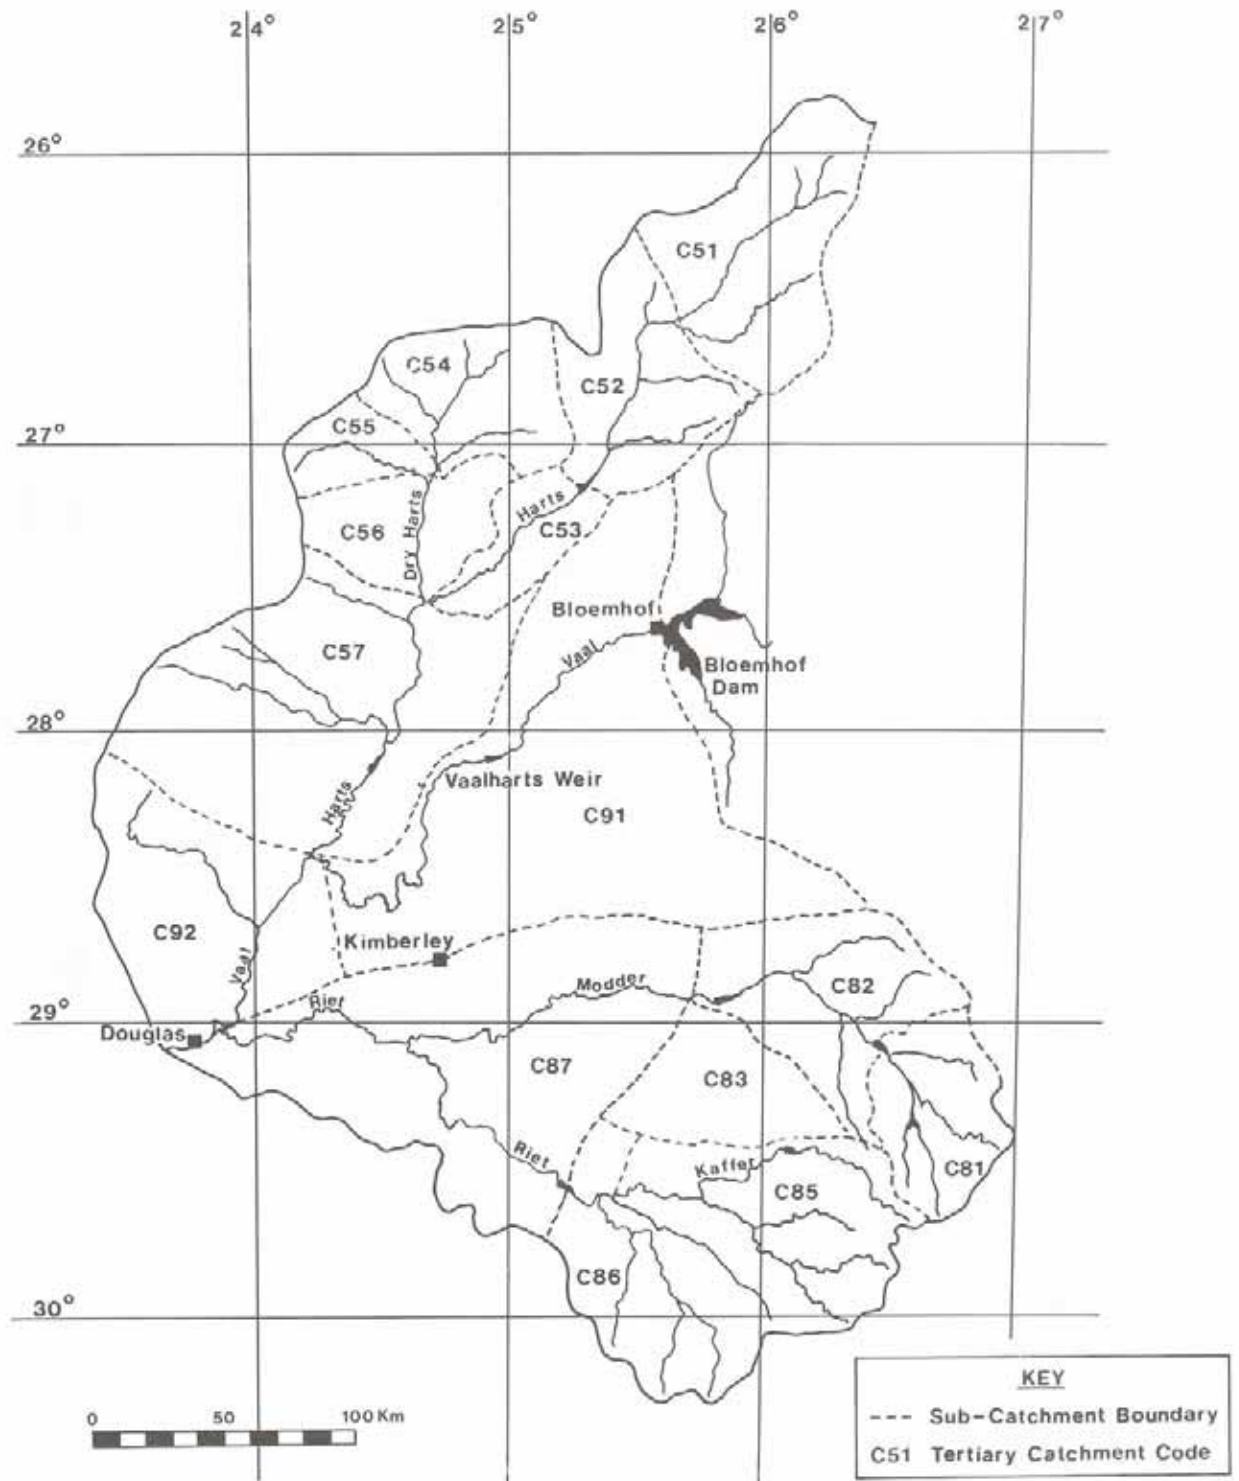 24°
25°
26°
27°
26°
C51
C54
C52
C55
27°
Harts
C56
Dry Harts
C53
Bloemhof
Vaal
C57
Bloemhof
Dam
28°
Vaalharts Weir
Harts
C91
C92
Kimberley
Vaal
Modder
C82
Riet
29°
Douglas
C87
C83
Riet
Kaffer
C81
C85
C86
30°
KEY
0 50 100 Km
Sub-Catchment Boundary
C51 Tertiary Catchment Code